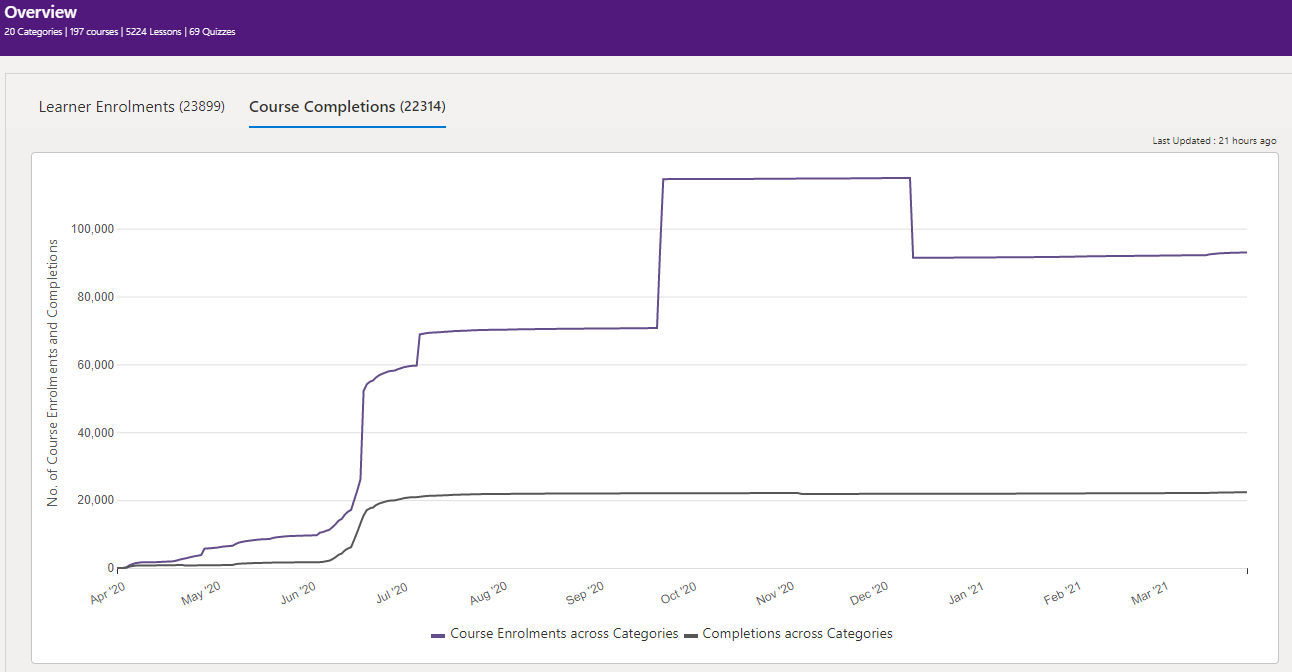 Overview
20 Categories | 197 courses | 5224 Lessons | 69 Quizzes
Learner Enrolments (23899)
Course Completions (22314)
Last Updated : 21 hours ago
No. of Course Enrolments and Completions
100,000
80,000
60,000
40,000
20,000
0
Apr '20
May '20
Jun '20
Jul '20
Aug '20
Sep '20
Oct '20
Nov '20
Dec '20
Jan '21
Feb '21
Mar '21
Course Enrolments across Categories
Completions across Categories